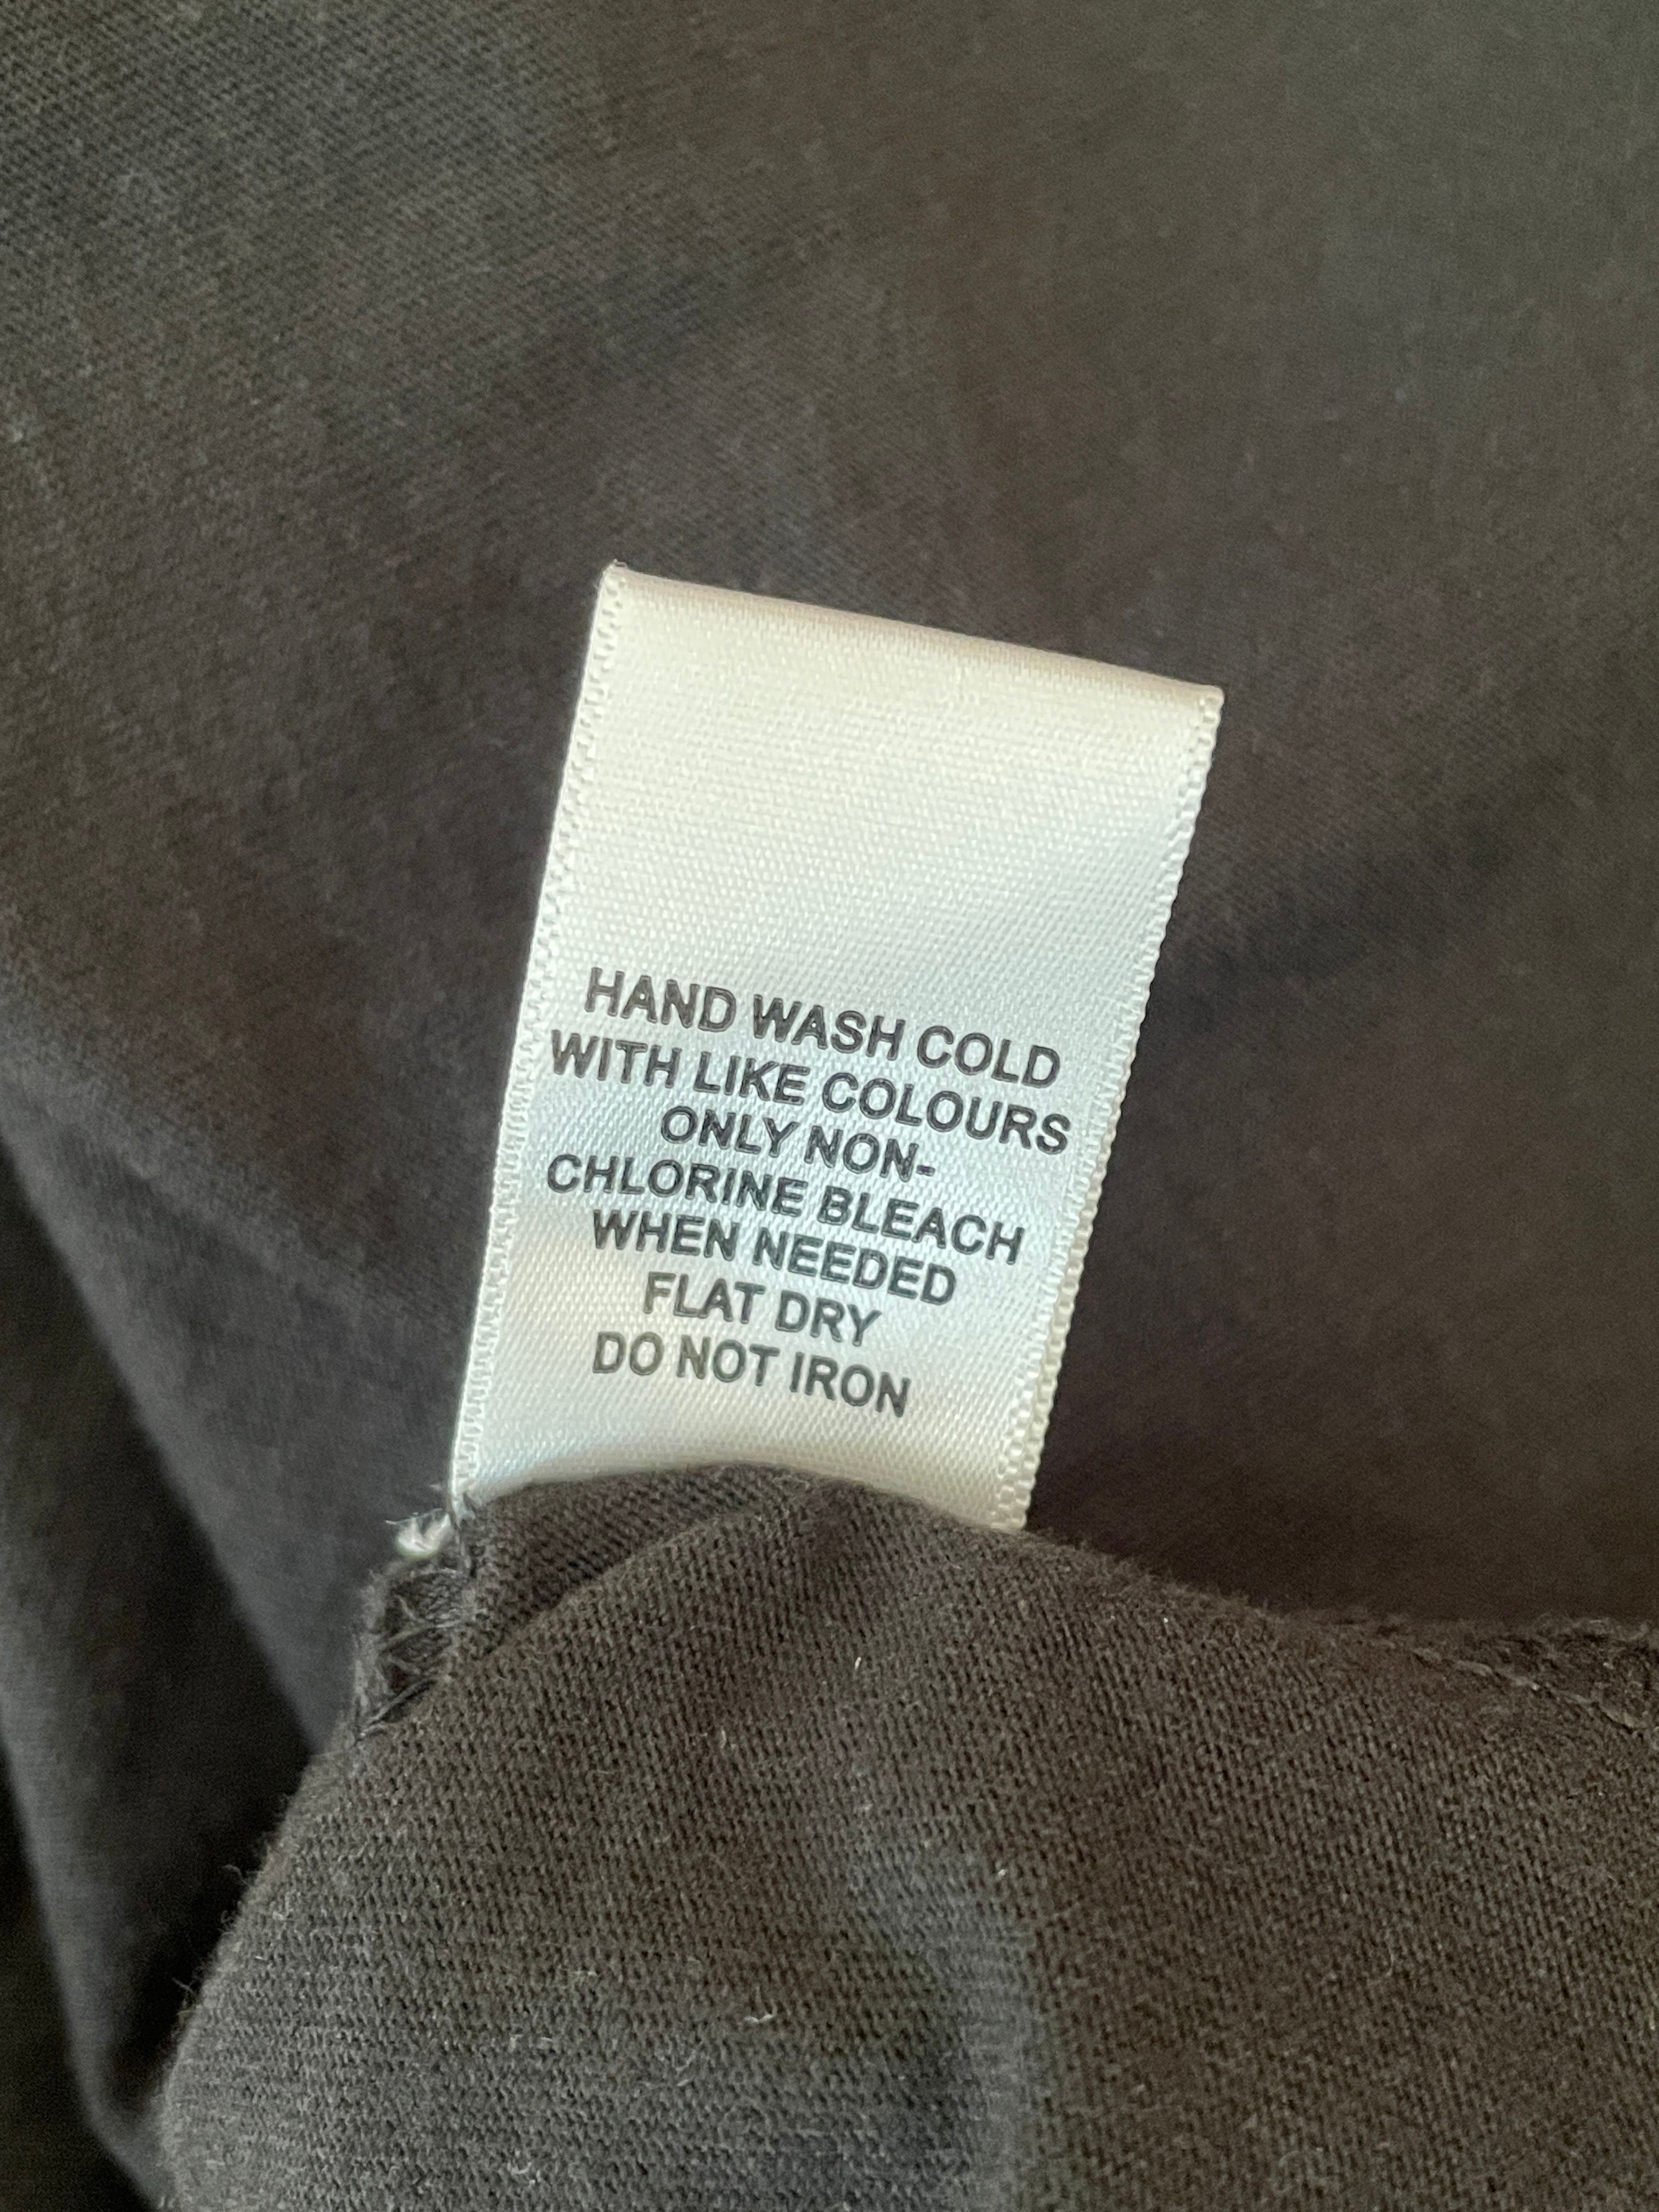 HAND WASH COLD
WITH LIKE COLOURS
ONLY NON-
CHLORINE BLEACH
WHEN NEEDED
FLAT DRY
DO NOT IRON